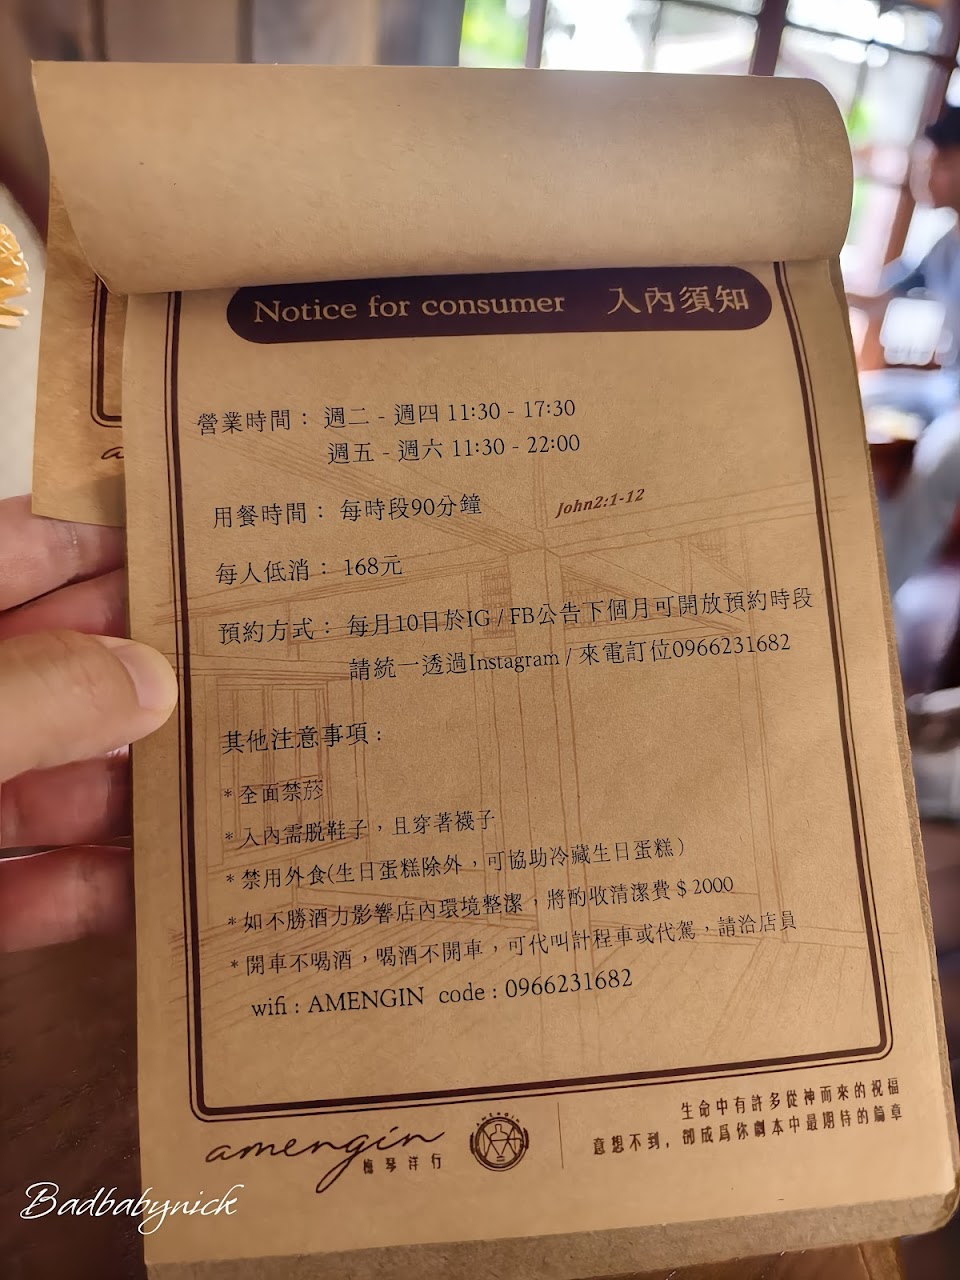 Notice for consumer 入內須知
營業時間： 週二 - 週四 11:30 - 17:30
週五 - 週六 11:30 - 22:00
用餐時間： 每時段90分鐘
John2:1-12
每人低消： 168元
預約方式： 每月10日於IG / FB公告下個月可開放預約時段
請統一透過Instagram / 來電訂位0966231682
其他注意事項：
* 全面禁菸
* 入內需脱鞋子，且穿著襪子
* 禁用外食(生日蛋糕除外，可協助冷藏生日蛋糕）
* 如不勝酒力影響店內環境整潔，將酌收清潔費＄2000
* 開車不喝酒，喝酒不開車，可代叫計程車或代駕，請洽店員
wifi : AMENGIN code : 0966231682
amengin
梅琴洋行
生命中有許多從神而來的祝福
意想不到，卻成爲你劇本中最期待的篇章
Badbabynick